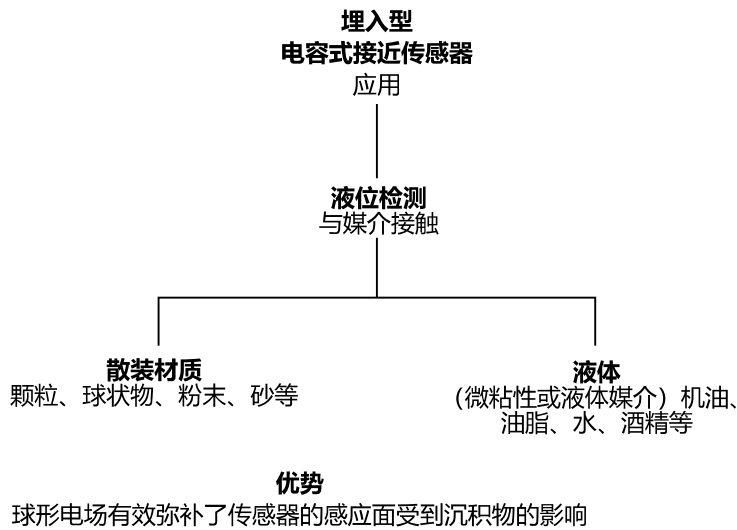 埋入型
电容式接近传感器
应用
液位检测
与媒介接触
散装材质
颗粒、球状物、粉末、砂等
液体
（微粘性或液体媒介）机油、
油脂、水、酒精等
优势
球形电场有效弥补了传感器的感应面受到沉积物的影响